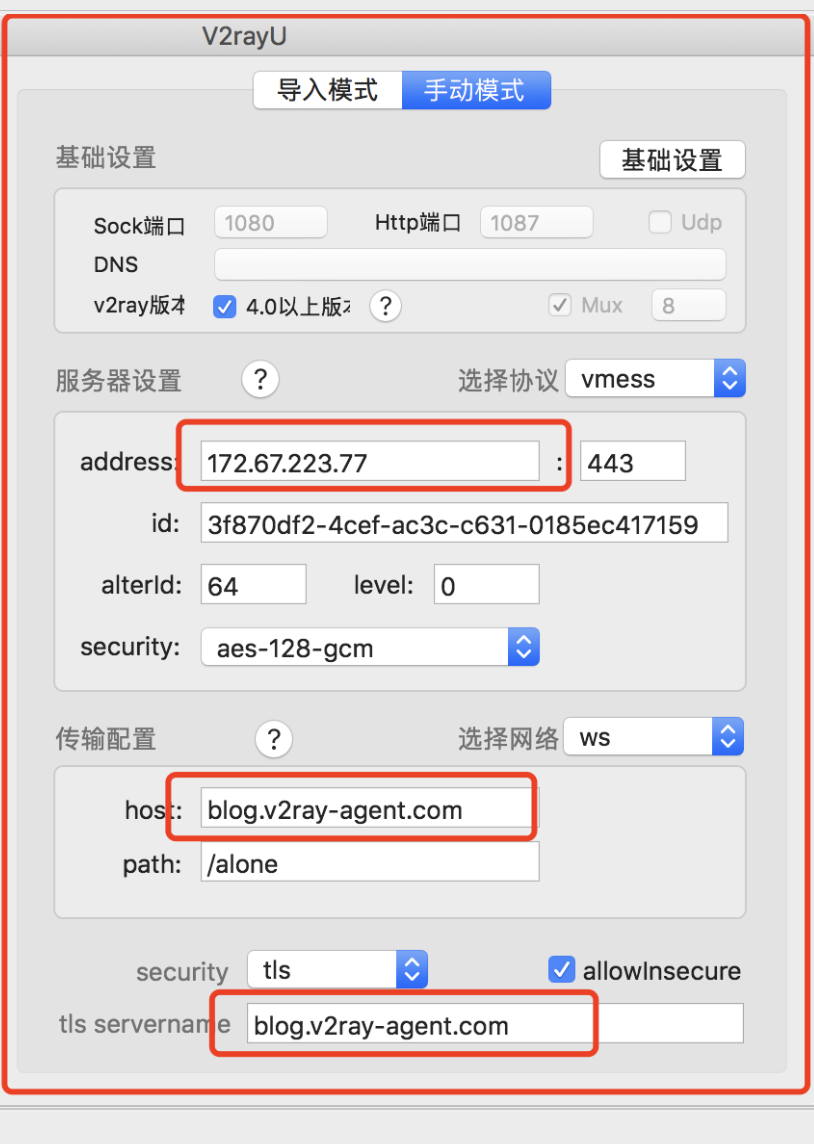 V2rayU
导入模式 手动模式
基础设置 基础设置
Sock端口 1080 Http端口 1087 Udp
DNS
v2ray版本 4.0以上版本 ? Mux 8
服务器设置 ? 选择协议 vmess
address: 172.67.223.77 : 443
id: 3f870df2-4cef-ac3c-c631-0185ec417159
alterId: 64 level: 0
security: aes-128-gcm
传输配置 ? 选择网络 ws
host: blog.v2ray-agent.com
path: /alone
security tls allowInsecure
tls servername blog.v2ray-agent.com